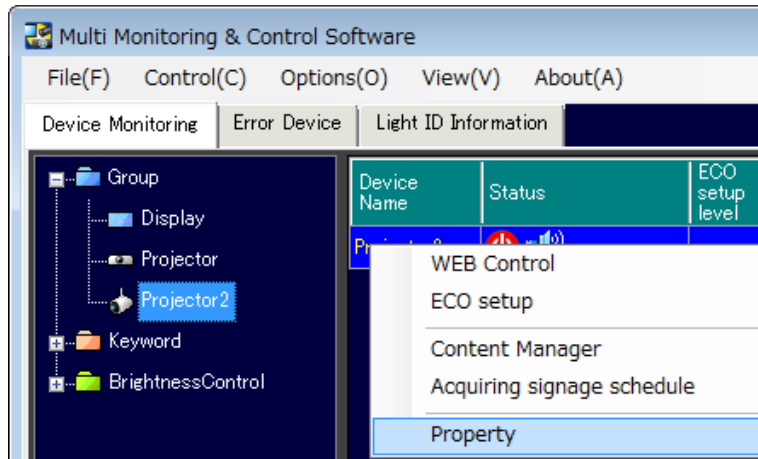 Multi Monitoring & Control Software
File(F) Control(C) Options(O) View(V) About(A)
Device Monitoring Error Device Light ID Information
Group
Display
Projector
Projector2
Keyword
BrightnessControl
Device Name
Status
ECO setup level
WEB Control
ECO setup
Content Manager
Acquiring signage schedule
Property